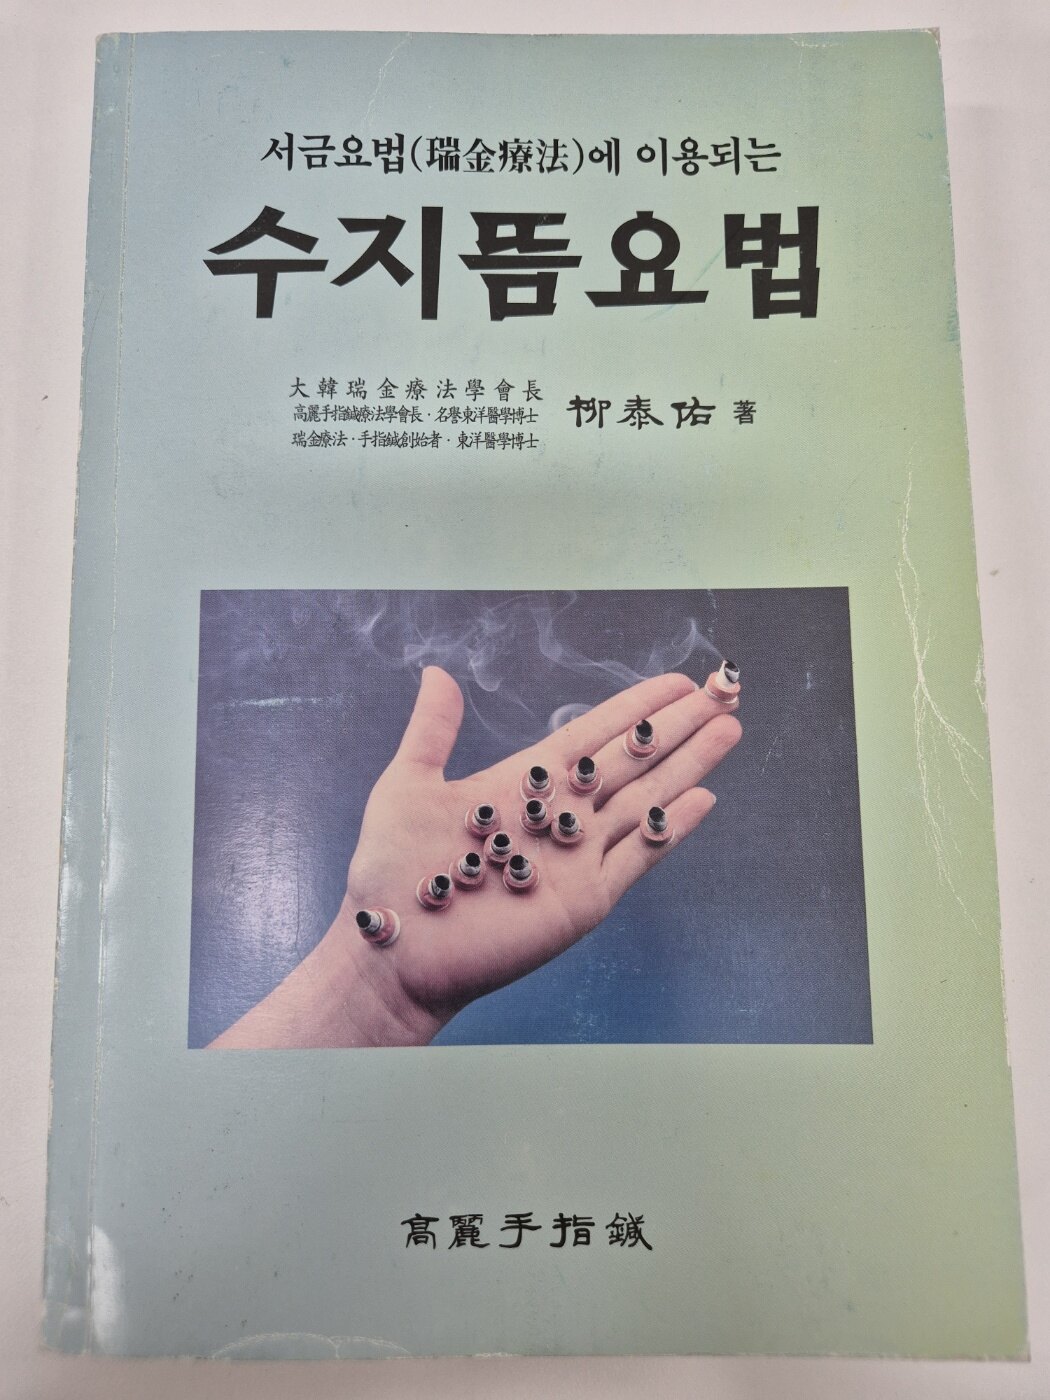 서금요법(瑞金療法)에 이용되는
수지뜸요법
大韓瑞金療法學會長
高麗手指鍼療法學會長·名譽東洋醫學博士
瑞金療法·手指鍼創始者·東洋醫學博士
柳泰佑 著
高麗手指鍼